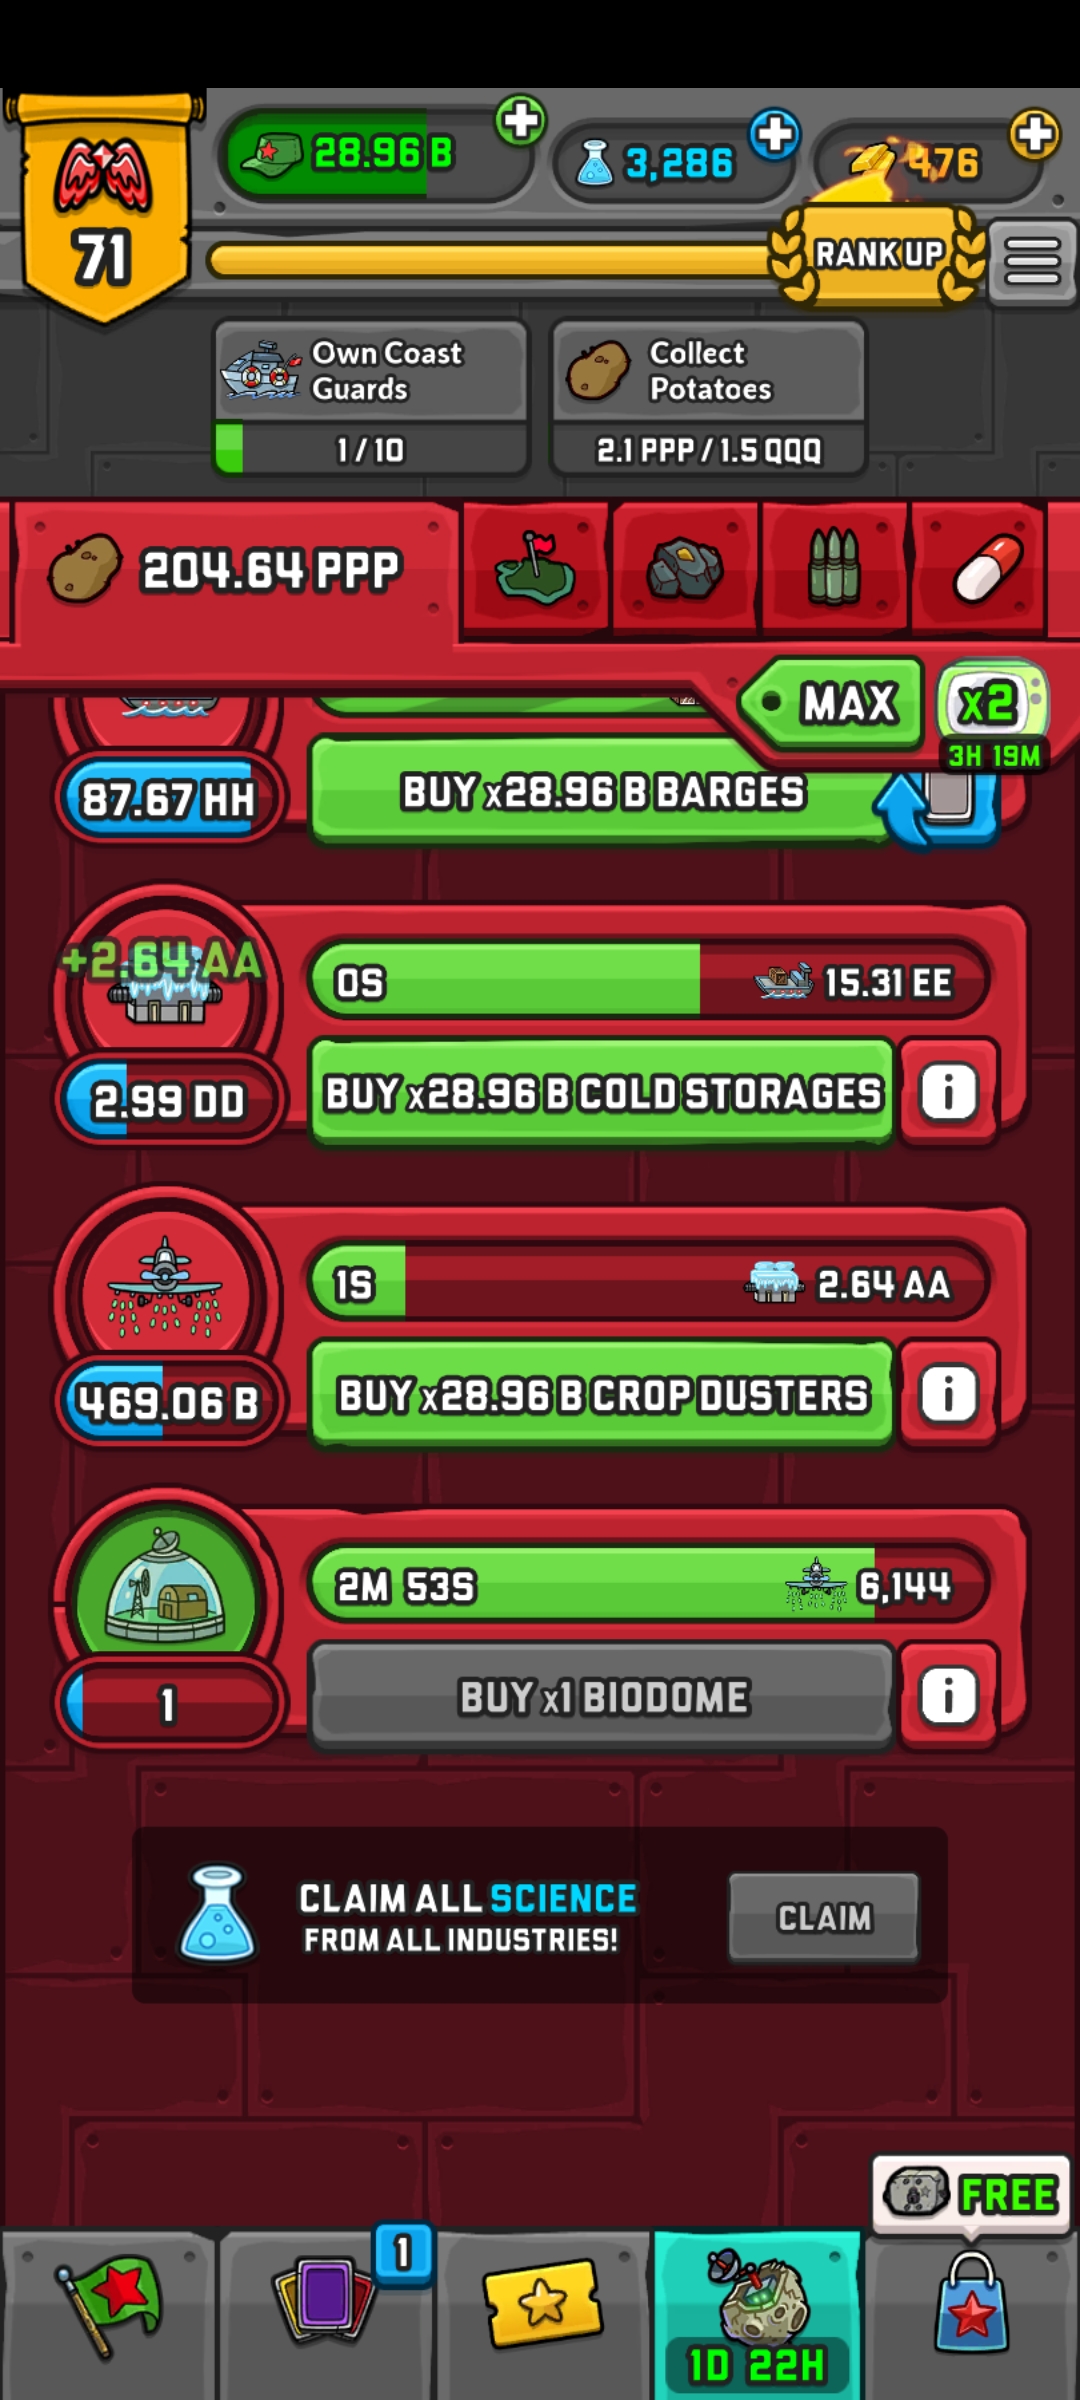 28.96 B
3,286
476
71
RANK UP
Own Coast
Guards
1/10
Collect
Potatoes
2.1 PPP/1.5 QQQ
204.64 PPP
MAX
x2
3H 19M
87.67 HH
BUY x28.96 B BARGES
+2.64 AA
0S
15.31 EE
2.99 DD
BUY x28.96 B COLD STORAGES
i
1S
2.64 AA
469.06 B
BUY x28.96 B CROP DUSTERS
i
2M 53S
6,144
1
BUY x1 BIODOME
i
CLAIM ALL SCIENCE
FROM ALL INDUSTRIES!
CLAIM
FREE
1
1D 22H